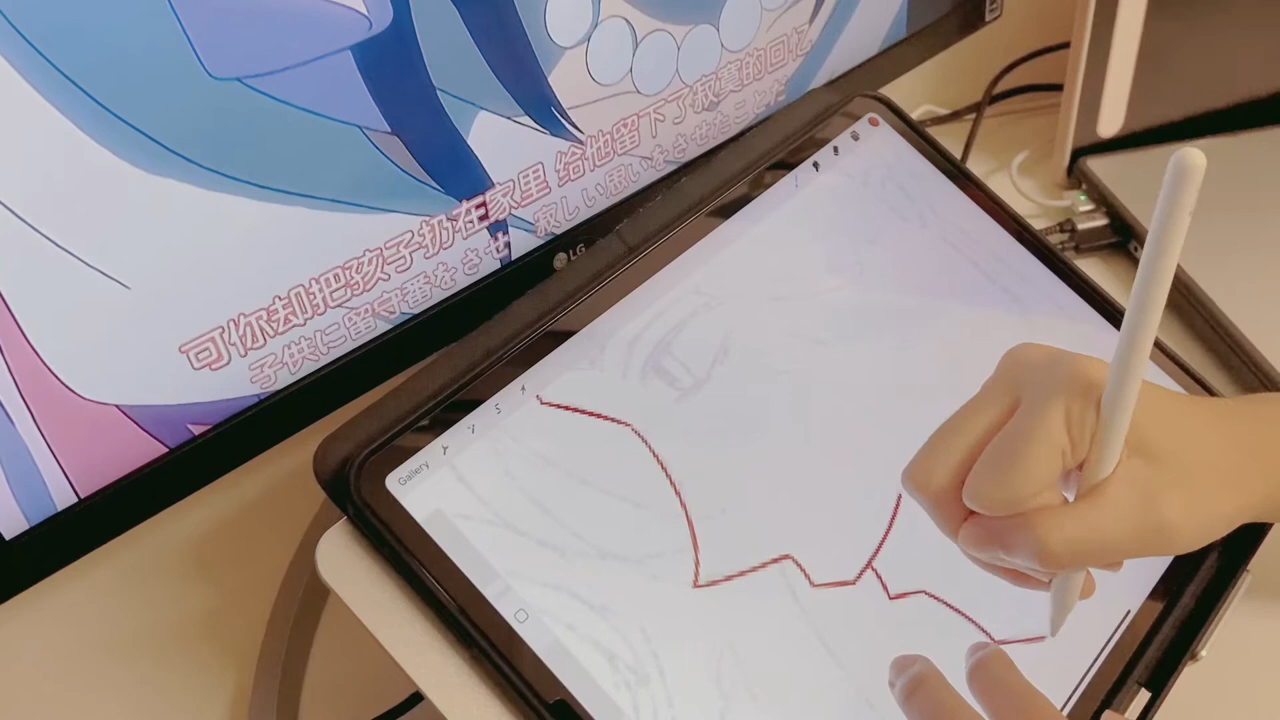 可你却把孩子扔在家里 给他留下了寂寞的回忆
子供に留守番をさせ 寂しい思いをさせたことだ
LG
Gallery